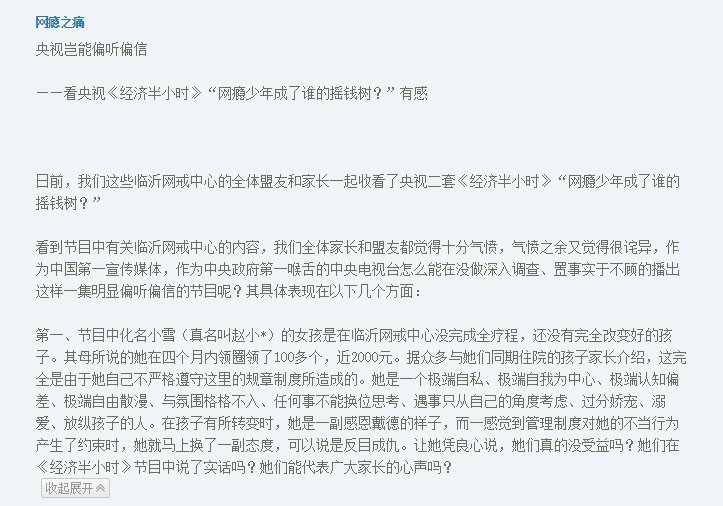 网瘾之痛
央视岂能偏听偏信
——看央视《经济半小时》“网瘾少年成了谁的摇钱树？”有感
日前，我们这些临沂网戒中心的全体盟友和家长一起收看了央视二套《经济半小时》“网瘾少年成了谁的
摇钱树？”
看到节目中有关临沂网戒中心的内容，我们全体家长和盟友都觉得十分气愤，气愤之余又觉得很诧异，作
为中国第一宣传媒体，作为中央政府第一喉舌的中央电视台怎么能在没做深入调查、置事实于不顾的播出
这样一集明显偏听偏信的节目呢？其具体表现在以下几个方面：
第一、节目中化名小雪（真名叫赵小*）的女孩是在临沂网戒中心没完成全疗程，还没有完全改变好的孩
子。其母所说的她在四个月内领圈领了100多个，近2000元。据众多与她们同期住院的孩子家长介绍，这完
全是由于她自己不严格遵守这里的规章制度所造成的。她是一个极端自私、极端自我为中心、极端认知偏
差、极端自由散漫、与氛围格格不入、任何事不能换位思考、遇事只从自己的角度考虑、过分娇宠、溺
爱、放纵孩子的人。在孩子有所转变时，她是一副感恩戴德的样子，而一感觉到管理制度对她的不当行为
产生了约束时，她就马上换了一副态度，可以说是反目成仇。让她凭良心说，她们真的没受益吗？她们在
《经济半小时》节目中说了实话吗？她们能代表广大家长的心声吗？
收起展开